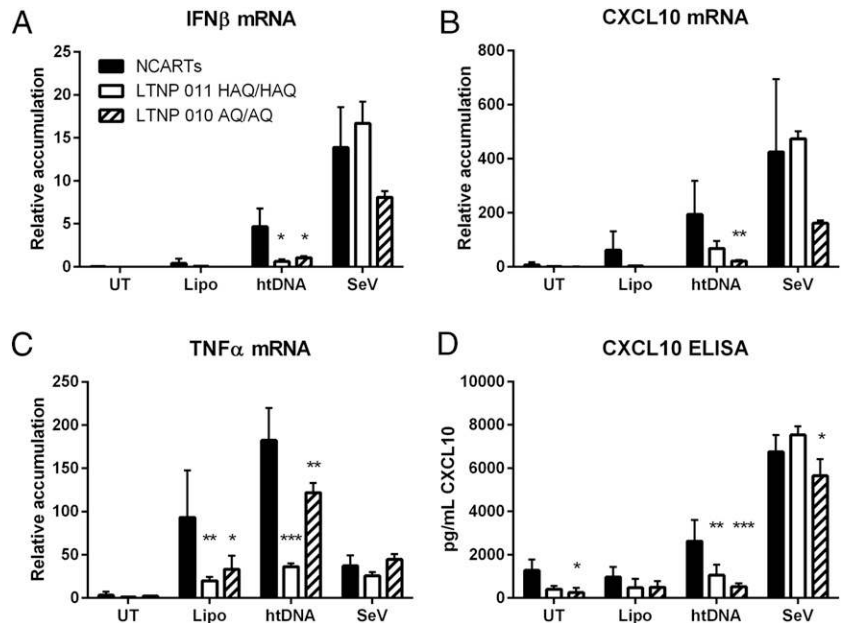 A
IFNβ mRNA
Relative accumulation
25
20
15
10
5
0
NCARTs
LTNP 011 HAQ/HAQ
LTNP 010 AQ/AQ
* *
UT Lipo htDNA SeV
B
CXCL10 mRNA
Relative accumulation
800
600
400
200
0
**
UT Lipo htDNA SeV
C
TNFα mRNA
Relative accumulation
250
200
150
100
50
0
** * *** **
UT Lipo htDNA SeV
D
CXCL10 ELISA
pg/mL CXCL10
10000
8000
6000
4000
2000
0
* ** *** *
UT Lipo htDNA SeV